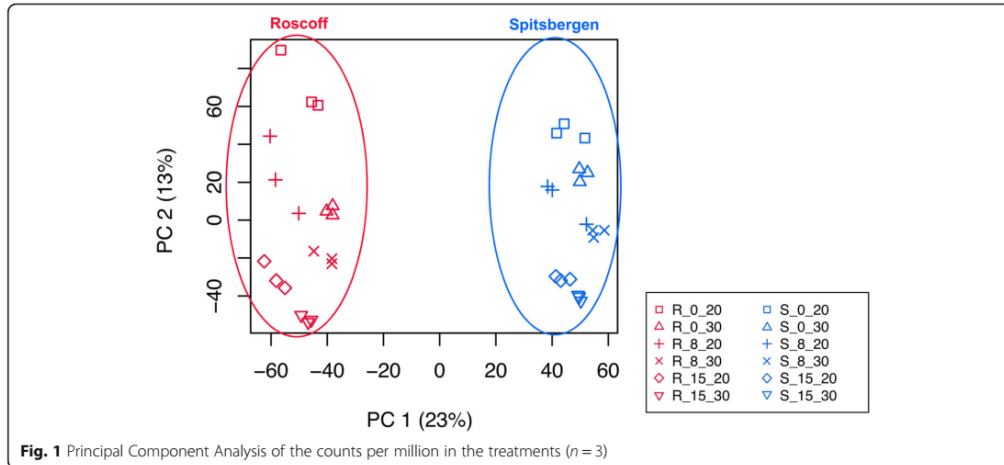 Roscoff
Spitsbergen
PC 2 (13%)
60
20
0
−40
−60
−40
−20
0
20
40
60
PC 1 (23%)
R_0_20
R_0_30
R_8_20
R_8_30
R_15_20
R_15_30
S_0_20
S_0_30
S_8_20
S_8_30
S_15_20
S_15_30
Fig. 1 Principal Component Analysis of the counts per million in the treatments (n = 3)